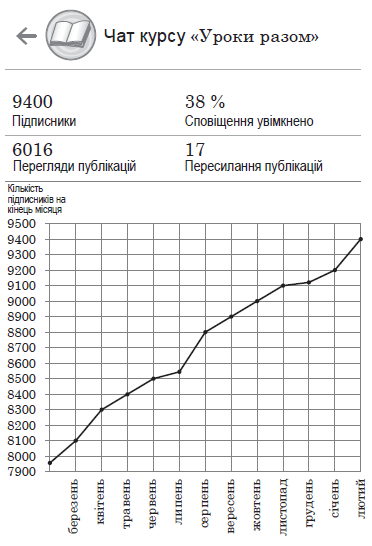 Чат курсу «Уроки разом»
9400
Підписники
38 %
Сповіщення увімкнено
6016
Перегляди публікацій
17
Пересилання публікацій
Кількість
підписників на
кінець місяця
9500
9400
9300
9200
9100
9000
8800
8900
8700
8600
8500
8400
8300
8200
8100
8000
7900
березень
квітень
травень
червень
липень
серпень
вересень
жовтень
листопад
грудень
січень
лютий